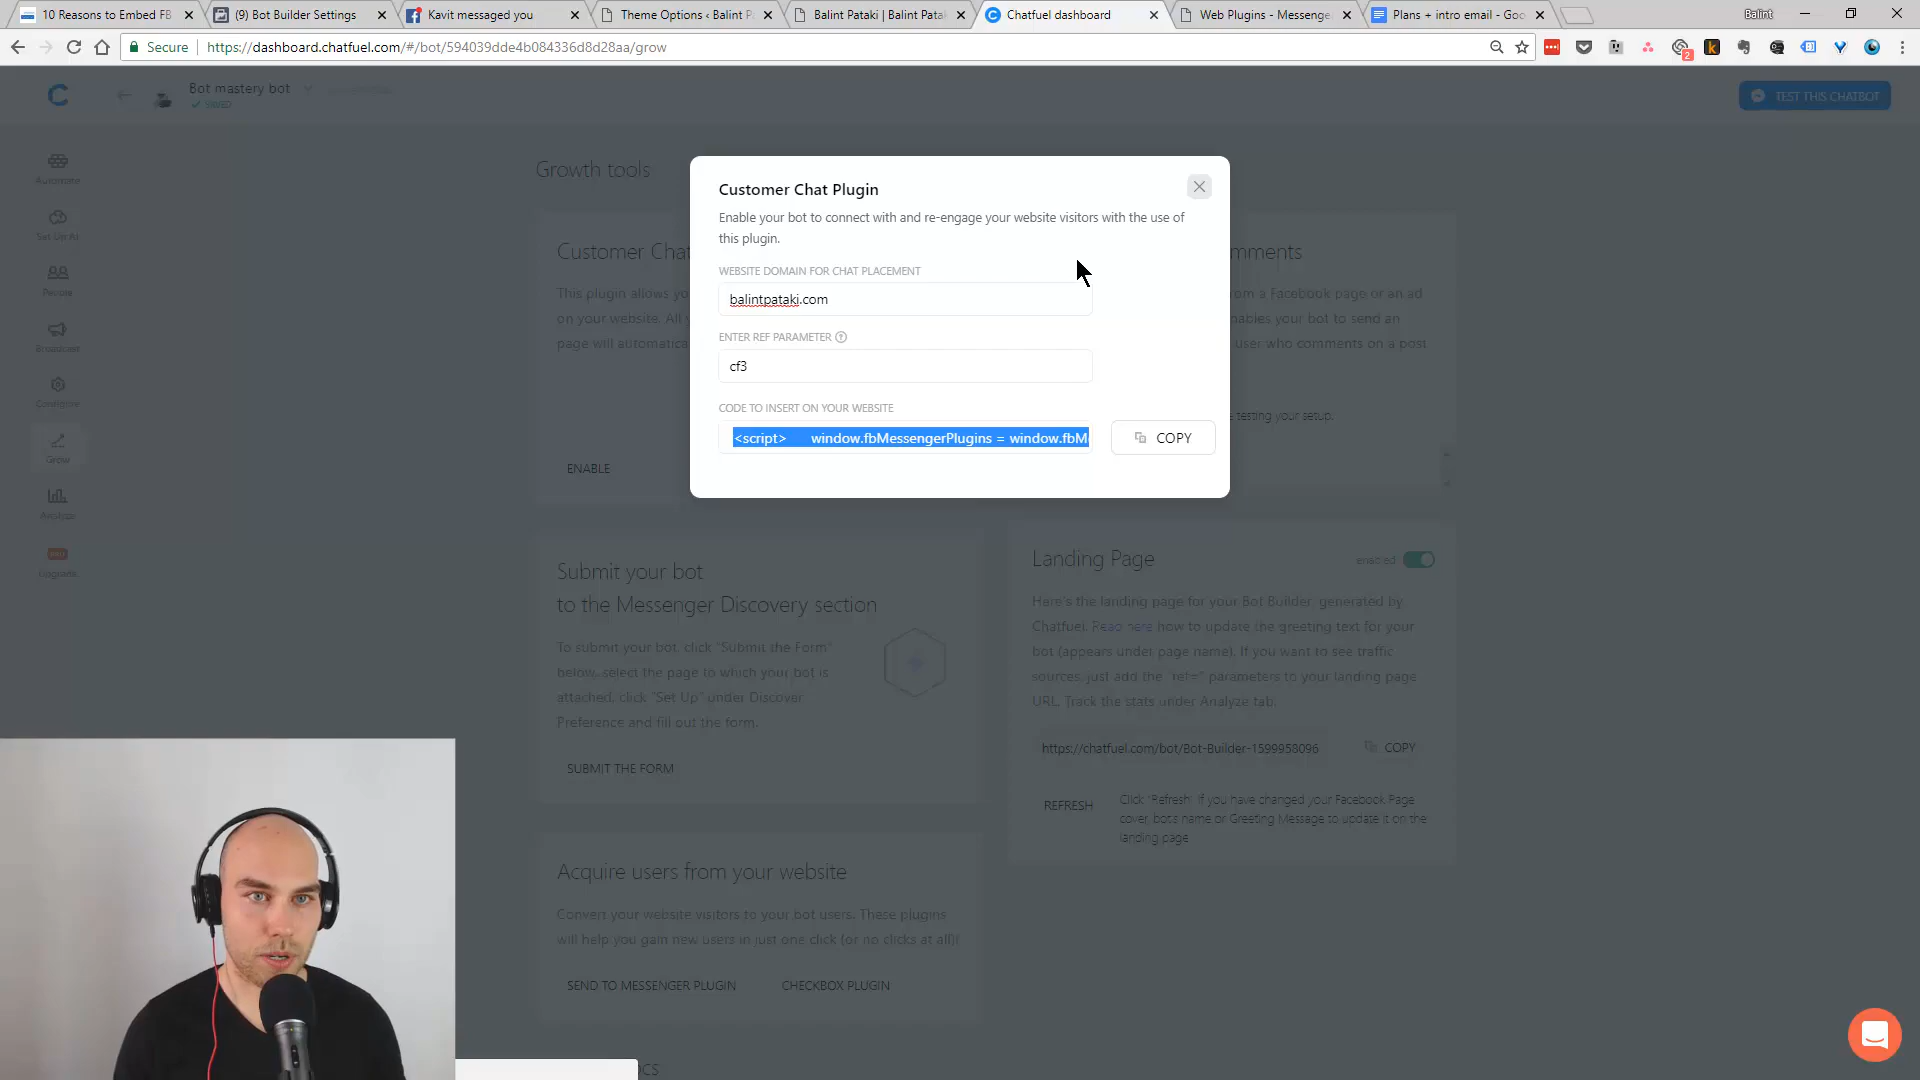 10 Reasons to Embed FB
(9) Bot Builder Settings
Kavit messaged you
Theme Options ‹ Balint P
Balint Pataki | Balint Patak
Chatfuel dashboard
Web Plugins - Messenge
Plans + intro email - Goo
Balint
Secure
https://dashboard.chatfuel.com/#/bot/594039dde4b084336d8d28aa/grow
2
Bot mastery bot
SAVED
TEST THIS CHATBOT
Automate
Set Up AI
People
Broadcast
Configure
Grow
Analyze
PRO
Upgrade
Growth tools
Customer Chat
This plugin allows yo
on your website. All y
page will automatica
ENABLE
Customer Chat Plugin
Enable your bot to connect with and re-engage your website visitors with the use of
this plugin.
WEBSITE DOMAIN FOR CHAT PLACEMENT
balintpataki.com
ENTER REF PARAMETER
cf3
CODE TO INSERT ON YOUR WEBSITE
<script> window.fbMessengerPlugins = window.fbM
COPY
mments
om a Facebook page or an ad
nables your bot to send an
user who comments on a post
e testing your setup.
Submit your bot
to the Messenger Discovery section
To submit your bot, click "Submit the Form"
below, select the page to which your bot is
attached, click "Set Up" under Discover
Preference and fill out the form.
SUBMIT THE FORM
Landing Page
enabled
Here's the landing page for your Bot Builder, generated by
Chatfuel. Read here how to update the greeting text for your
bot (appears under page name). If you want to see traffic
sources, just add the "ref=" parameters to your landing page
URL. Track the stats under Analyze tab.
https://chatfuel.com/bot/Bot-Builder-1599958096
COPY
REFRESH
Click "Refresh" if you have changed your Facebook Page
cover, bot's name or Greeting Message to update it on the
landing page
Acquire users from your website
Convert your website visitors to your bot users. These plugins
will help you gain new users in just one click (or no clicks at all)!
SEND TO MESSENGER PLUGIN
CHECKBOX PLUGIN